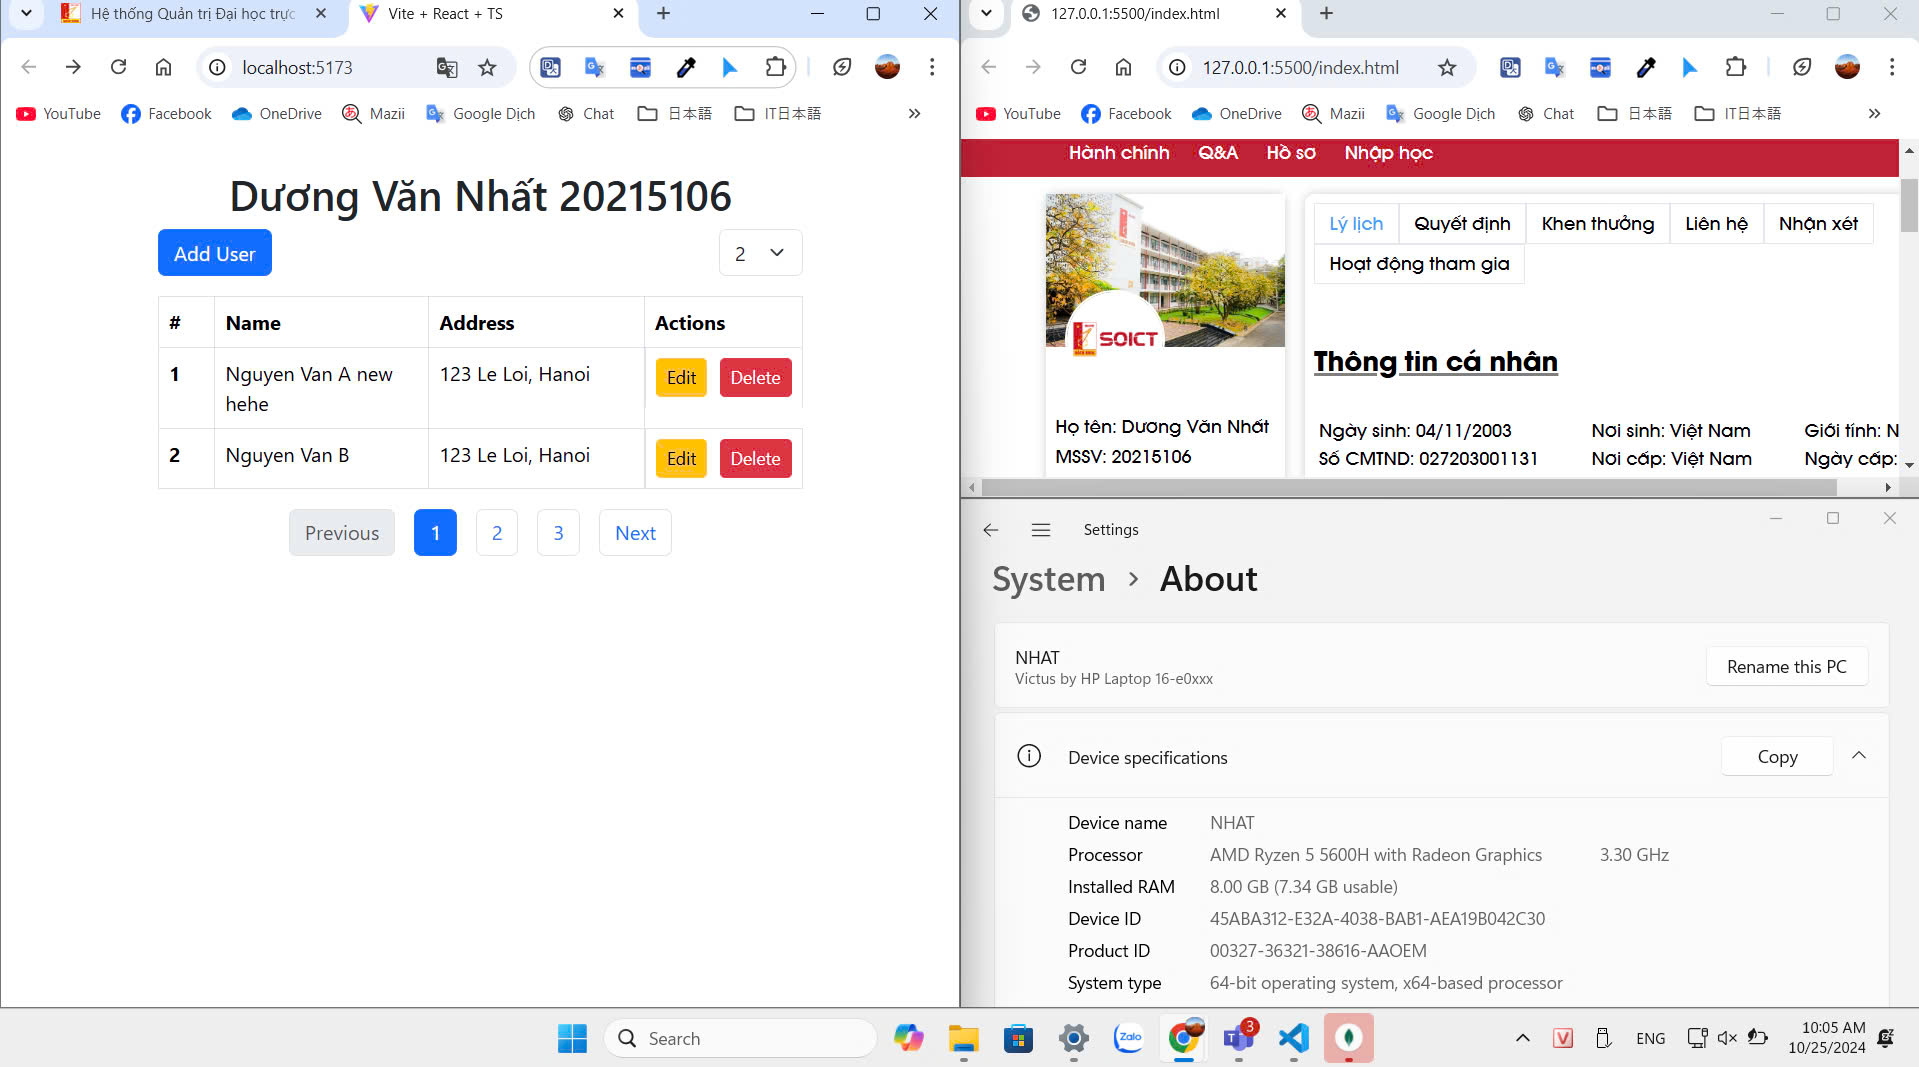 Hệ thống Quản trị Đại học trực
Vite + React + TS
localhost:5173
YouTube
Facebook
OneDrive
Mazii
Google Dịch
Chat
日本語
IT日本語
Dương Văn Nhất 20215106
Add User
2
# Name Address Actions
1 Nguyen Van A new hehe 123 Le Loi, Hanoi Edit Delete
2 Nguyen Van B 123 Le Loi, Hanoi Edit Delete
Previous 1 2 3 Next
127.0.0.1:5500/index.html
127.0.0.1:5500/index.html
YouTube
Facebook
OneDrive
Mazii
Google Dịch
Chat
日本語
IT日本語
Hành chính Q&A Hồ sơ Nhập học
SOICT
Họ tên: Dương Văn Nhất
MSSV: 20215106
Lý lịch Quyết định Khen thưởng Liên hệ Nhận xét
Hoạt động tham gia
Thông tin cá nhân
Ngày sinh: 04/11/2003 Nơi sinh: Việt Nam Giới tính: N
Số CMTND: 027203001131 Nơi cấp: Việt Nam Ngày cấp:
Settings
System > About
NHAT
Victus by HP Laptop 16-e0xxx
Rename this PC
Device specifications
Copy
Device name NHAT
Processor AMD Ryzen 5 5600H with Radeon Graphics 3.30 GHz
Installed RAM 8.00 GB (7.34 GB usable)
Device ID 45ABA312-E32A-4038-BAB1-AEA19B042C30
Product ID 00327-36321-38616-AAOEM
System type 64-bit operating system, x64-based processor
Search
Zalo
3
V
ENG
10:05 AM
10/25/2024